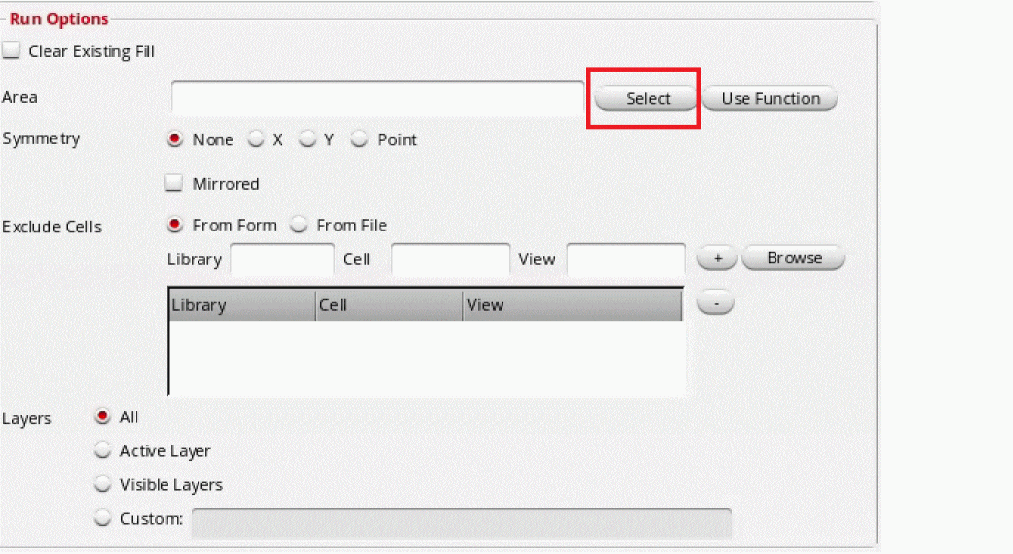 Run Options
Clear Existing Fill
Area Select Use Function
Symmetry None X Y Point
Mirrored
Exclude Cells From Form From File
Library Cell View + Browse
Library Cell View -
Layers All
Active Layer
Visible Layers
Custom: